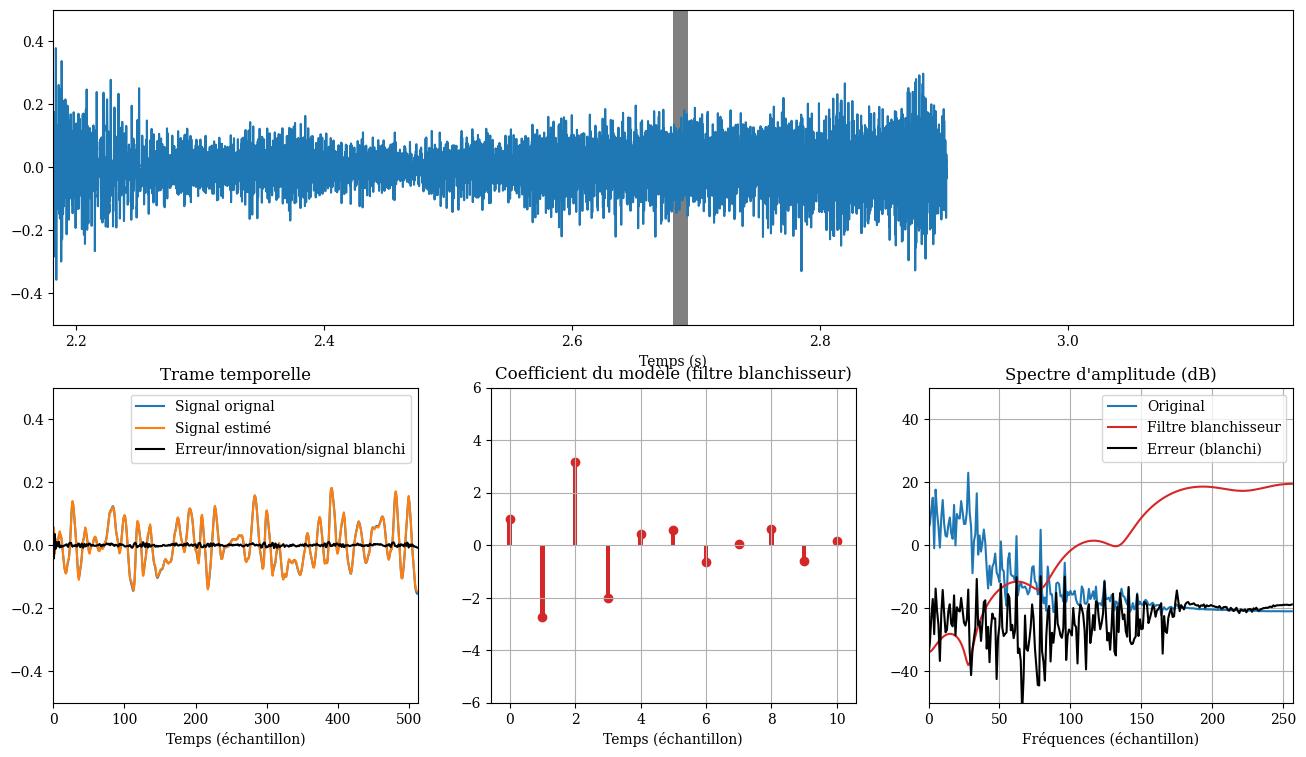 0.4
0.2
0.0
−0.2
−0.4
2.2 2.4 2.6 2.8 3.0
Temps (s)
Trame temporelle
Signal orignal
Signal estimé
Erreur/innovation/signal blanchi
0.4
0.2
0.0
−0.2
−0.4
0 100 200 300 400 500
Temps (échantillon)
Coefficient du modèle (filtre blanchisseur)
6
4
2
0
−2
−4
−6
0 2 4 6 8 10
Temps (échantillon)
Spectre d'amplitude (dB)
Original
Filtre blanchisseur
Erreur (blanchi)
40
20
0
−20
−40
0 50 100 150 200 250
Fréquences (échantillon)